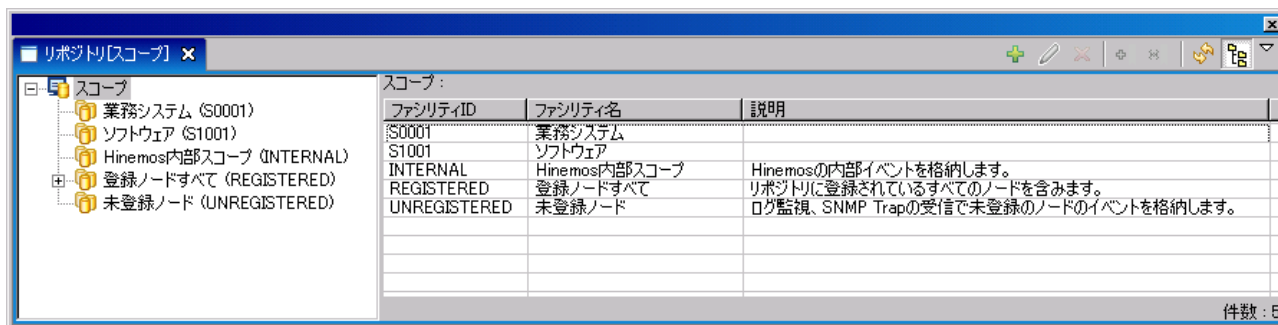 リポジトリ[スコープ]
スコープ
業務システム (S0001)
ソフトウェア (S1001)
Hinemos内部スコープ (INTERNAL)
登録ノードすべて (REGISTERED)
未登録ノード (UNREGISTERED)
スコープ :
ファシリティID ファシリティ名 説明
S0001 業務システム
S1001 ソフトウェア
INTERNAL Hinemos内部スコープ Hinemosの内部イベントを格納します。
REGISTERED 登録ノードすべて リポジトリに登録されているすべてのノードを含みます。
UNREGISTERED 未登録ノード ログ監視、SNMP Trapの受信で未登録のノードのイベントを格納します。
件数 : 5